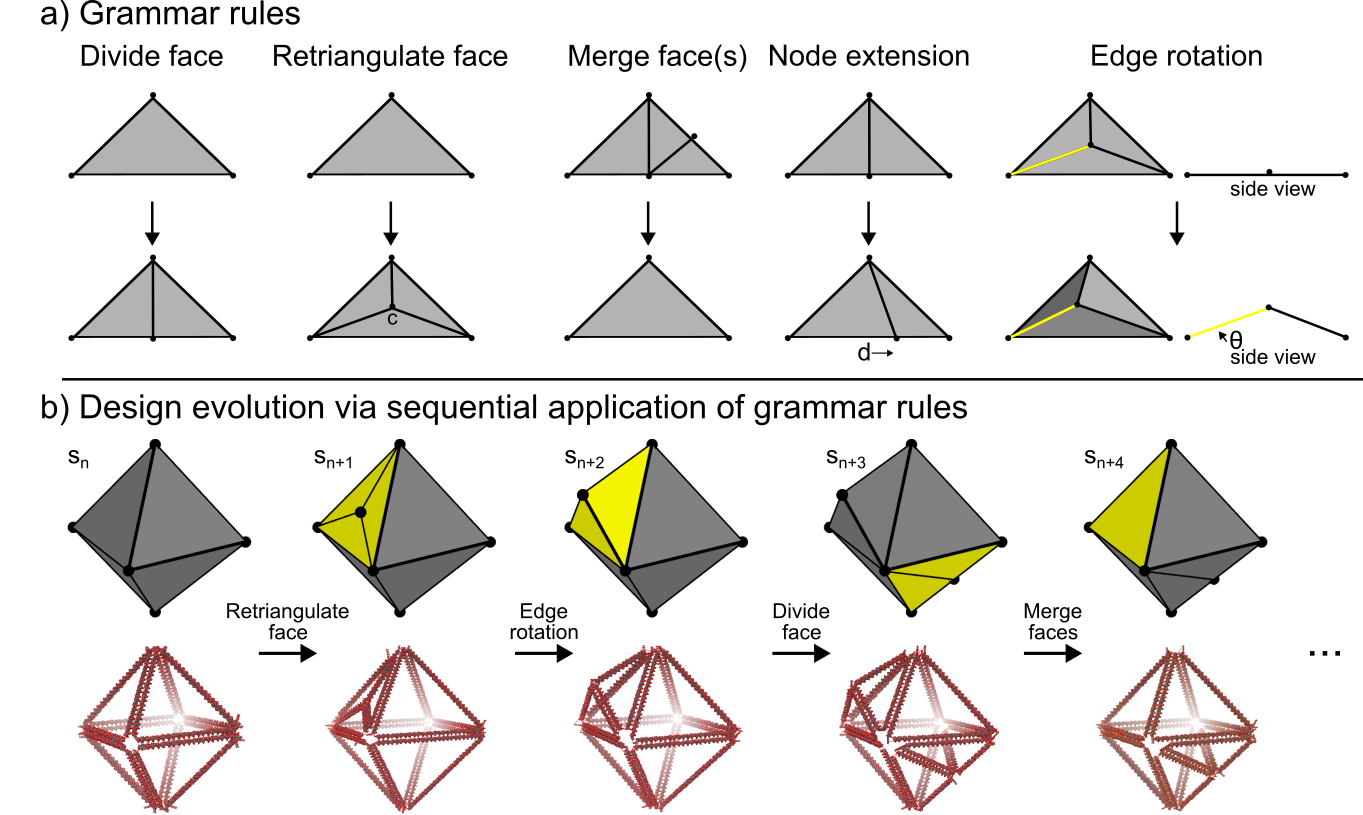 a) Grammar rules
Divide face
Retriangulate face
Merge face(s)
Node extension
Edge rotation
side view
c
d→
θ
side view
b) Design evolution via sequential application of grammar rules
sn
sn+1
sn+2
sn+3
sn+4
Retriangulate
face
Edge
rotation
Divide
face
Merge
faces
...